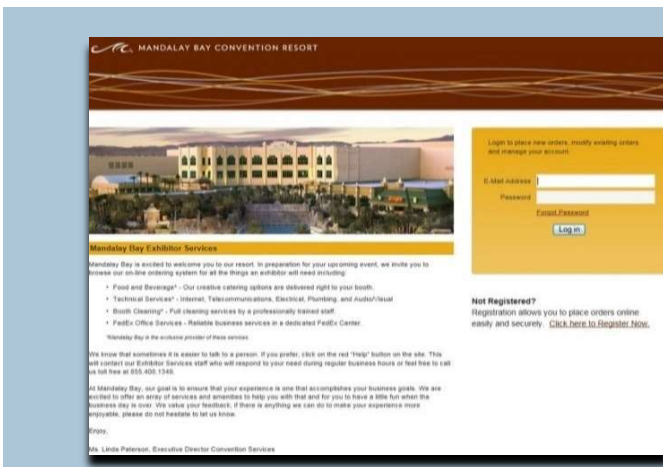 MANDALAY BAY CONVENTION RESORT
Login to place new orders, modify existing orders
and manage your account.
E-Mail Address
Password
Forgot Password
Log in
Mandalay Bay Exhibitor Services
Mandalay Bay is excited to welcome you to our resort. In preparation for your upcoming event, we invite you to
browse our on-line ordering system for all the things an exhibitor will need including:
• Food and Beverage* - Our creative catering options are delivered right to your booth.
• Technical Services* - Internet, Telecommunications, Electrical, Plumbing, and Audio/Visual
• Booth Cleaning* - Full cleaning services by a professionally trained staff.
• FedEx Office Services - Reliable business services in a dedicated FedEx Center.
*Mandalay Bay is the exclusive provider of these services.
Not Registered?
Registration allows you to place orders online
easily and securely. Click here to Register Now.
We know that sometimes it is easier to talk to a person. If you prefer, click on the red "Help" button on the site. This
will contact our Exhibitor Services staff who will respond to your need during regular business hours or feel free to call
us toll free at 855.408.1349.
At Mandalay Bay, our goal is to ensure that your experience is one that accomplishes your business goals. We are
excited to offer an array of services and amenities to help you with that and for you to have a little fun when the
business day is over. We value your feedback, if there is anything we can do to make your experience more
enjoyable, please do not hesitate to let us know.
Enjoy,
Ms. Linda Paterson, Executive Director Convention Services